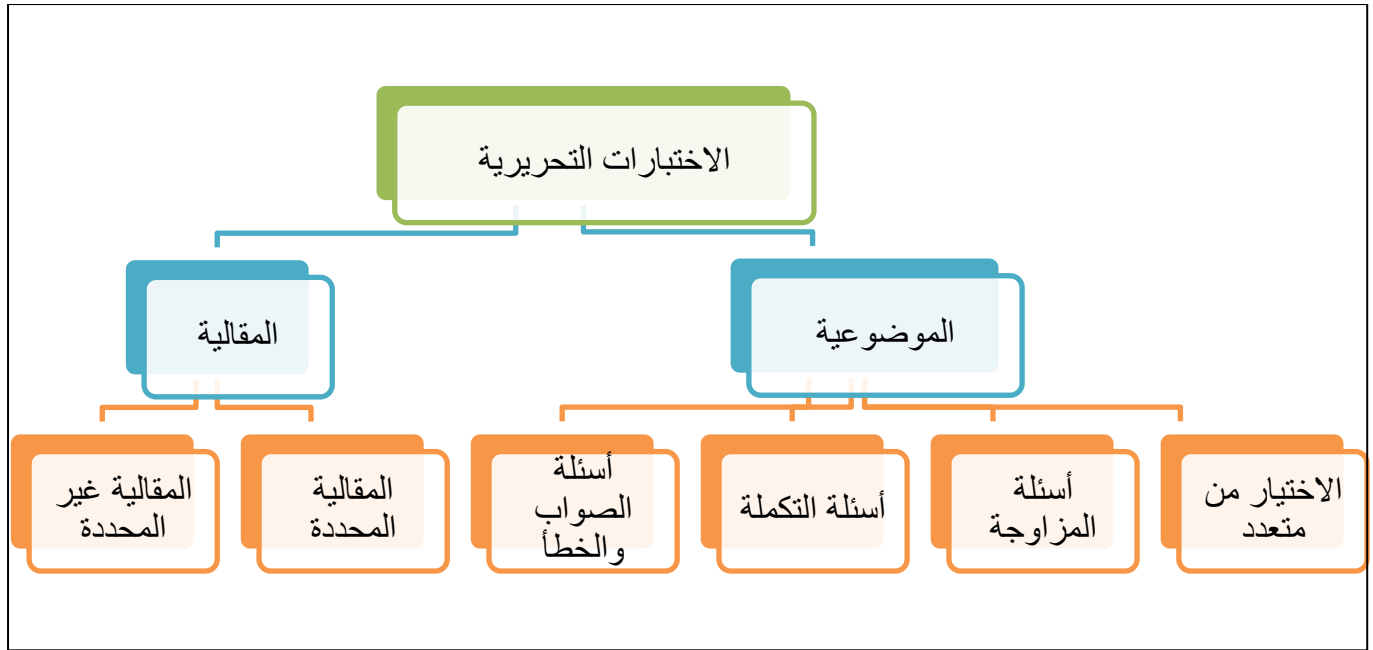 الاختبارات التحريرية
الموضوعية
المقالية
الاختيار من
متعدد
أسئلة
المزاوجة
أسئلة التكملة
أسئلة
الصواب
والخطأ
المقالية
المحددة
المقالية غير
المحددة